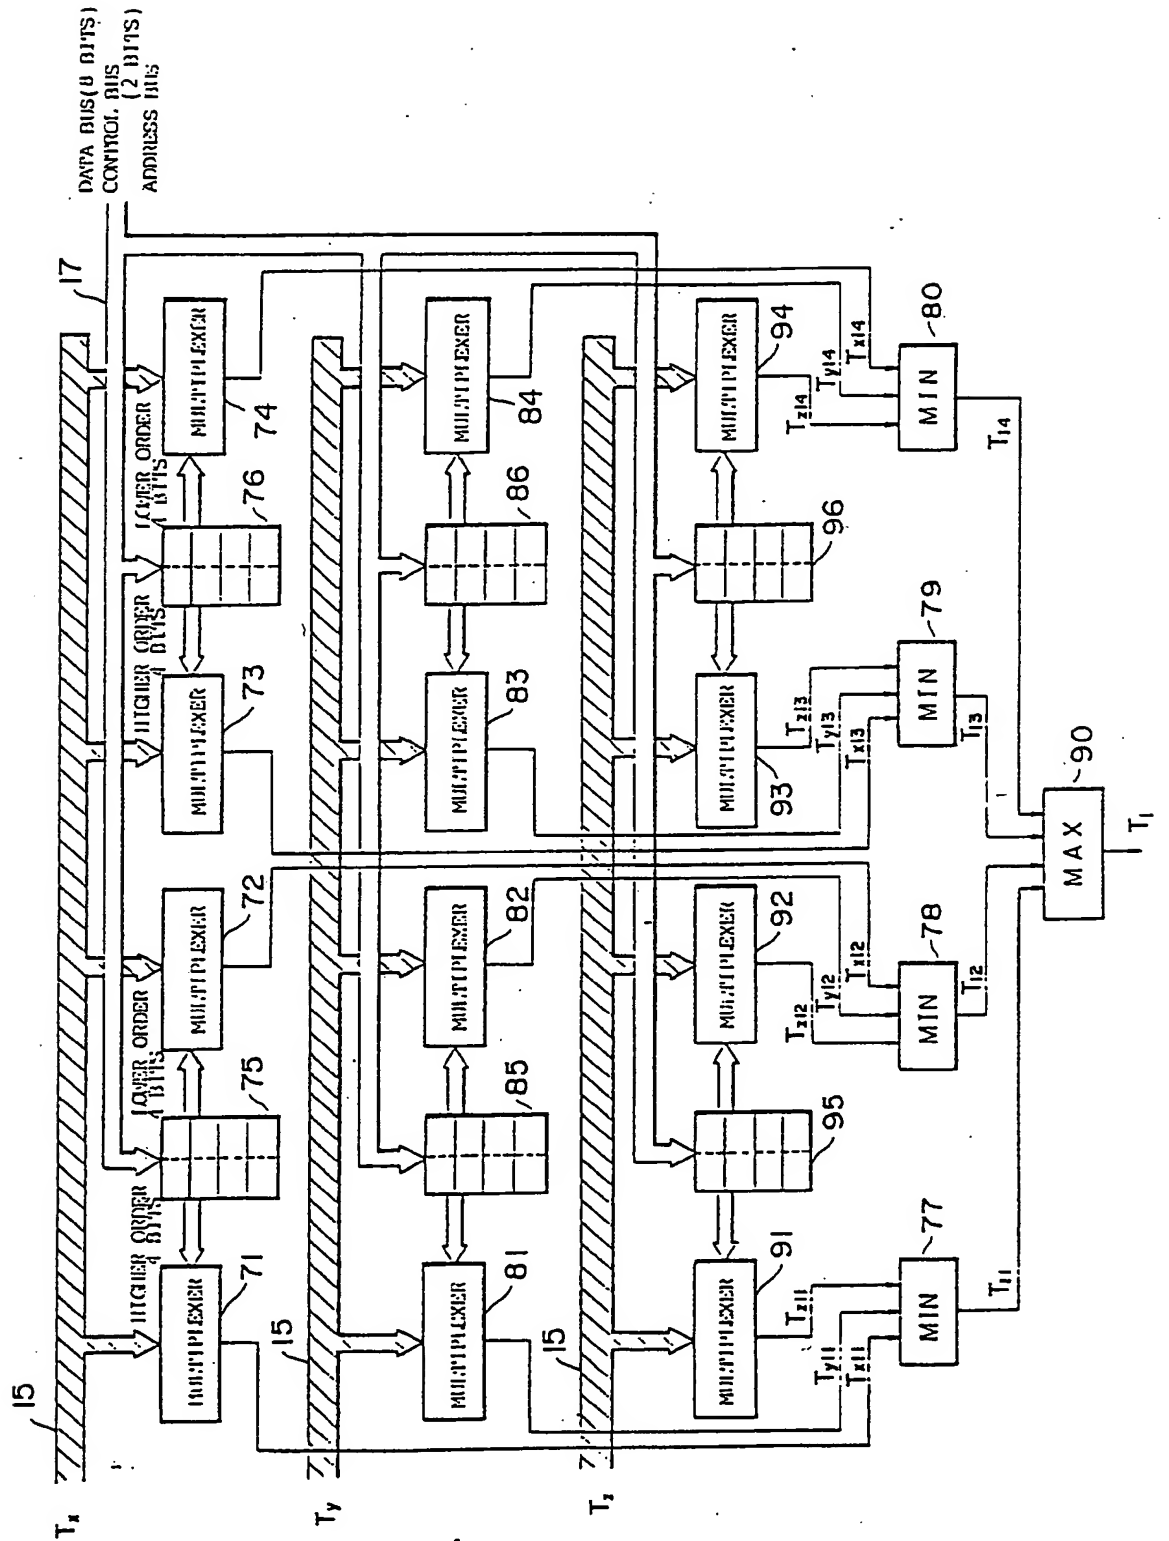 DATA BUS(8 BITS)
CONTROL BUS
(2 BITS)
ADDRESS BUS
17
15
Tx
HIGHER ORDER
4 BITS
LOWER ORDER
4 BITS
HIGHER ORDER
4 BITS
LOWER ORDER
4 BITS
MULTIPLEXER
71
75
MULTIPLEXER
72
MULTIPLEXER
73
76
MULTIPLEXER
74
15
Ty
MULTIPLEXER
81
85
MULTIPLEXER
82
MULTIPLEXER
83
86
MULTIPLEXER
84
15
Tz
MULTIPLEXER
91
95
MULTIPLEXER
92
MULTIPLEXER
93
96
MULTIPLEXER
94
Tz11
Ty11
Tx11
Tz12
Ty12
Tx12
Tz13
Ty13
Tx13
Tz14
Ty14
Tx14
MIN
77
MIN
78
MIN
79
MIN
80
T11
T12
T13
T14
MAX
90
T1